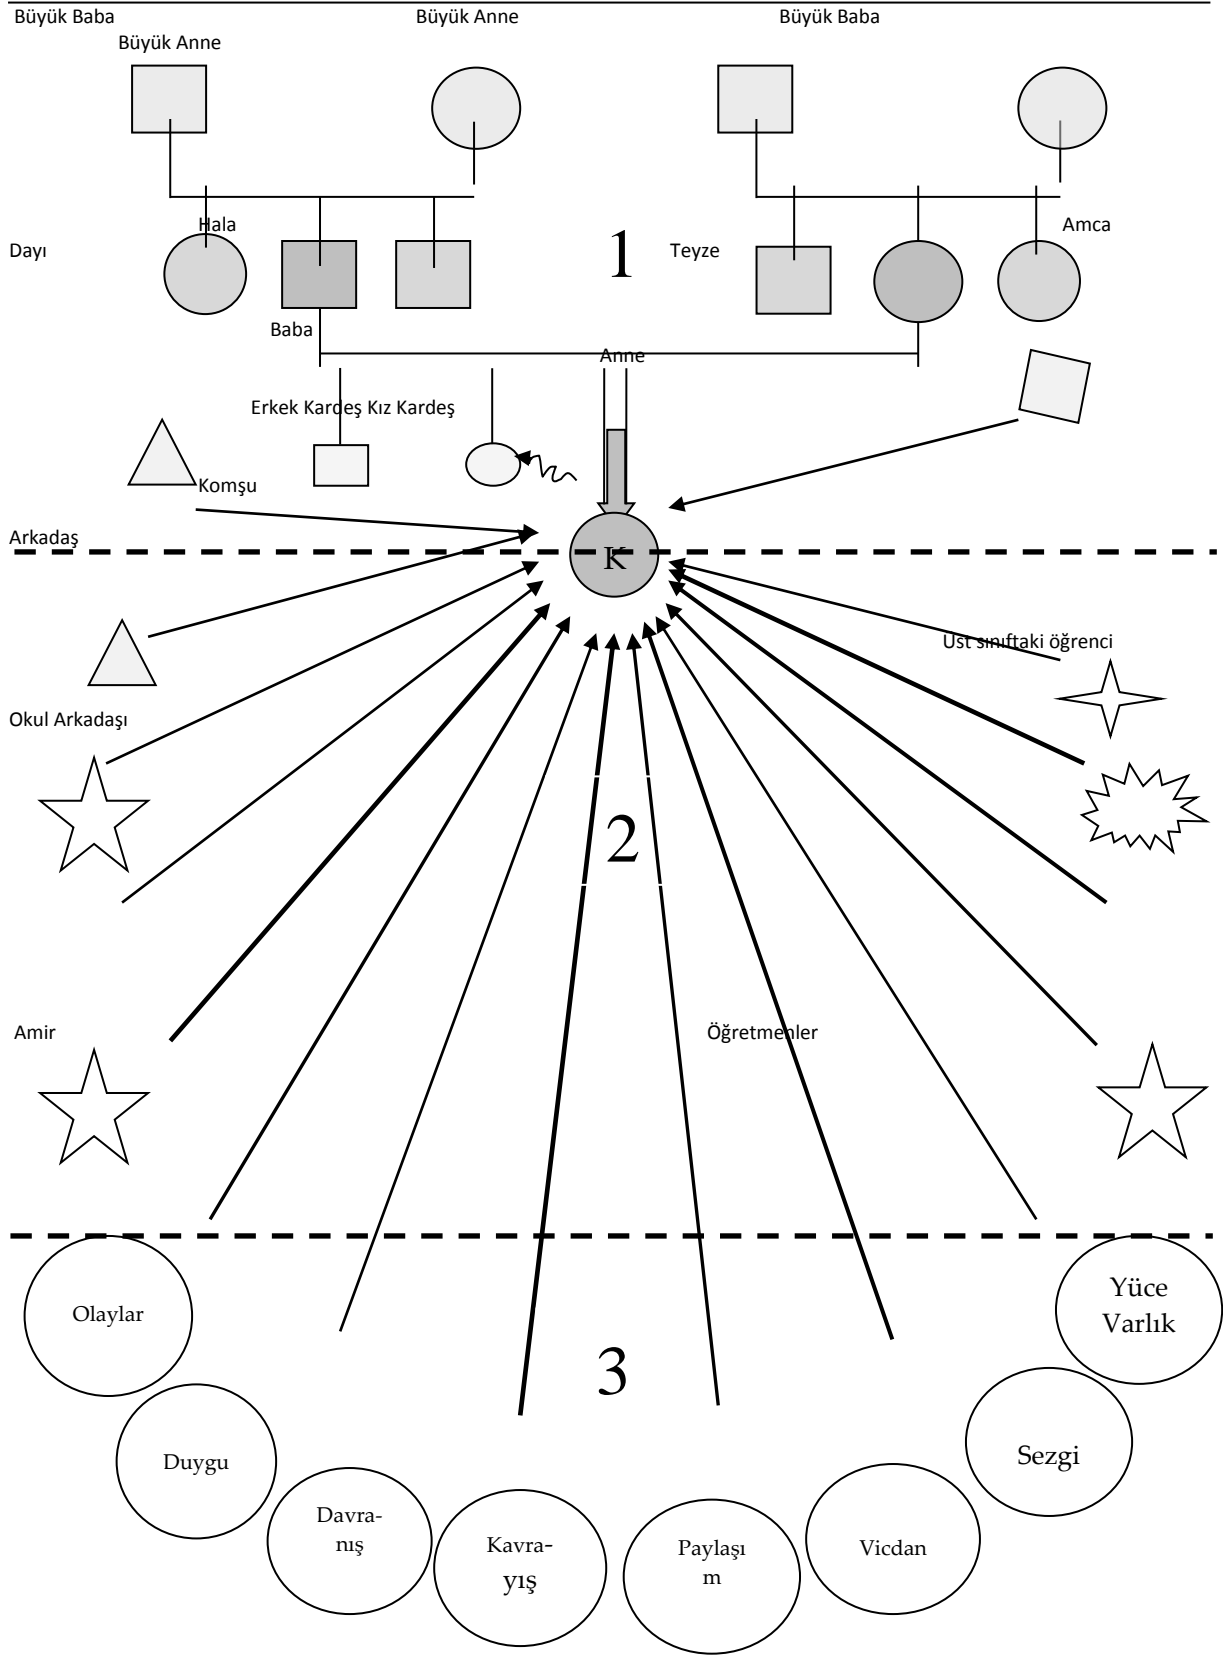 Büyük Baba
Büyük Anne
Büyük Baba
Büyük Anne
Hala
Amca
Dayı
1
Teyze
Baba
Anne
Erkek Kardeş Kız Kardeş
Komşu
Arkadaş
K
Üst sınıftaki öğrenci
Okul Arkadaşı
2
Amir
Öğretmenler
Olaylar
Yüce
Varlık
3
Duygu
Sezgi
Davra-
nış
Kavra-
yış
Paylaşı
m
Vicdan